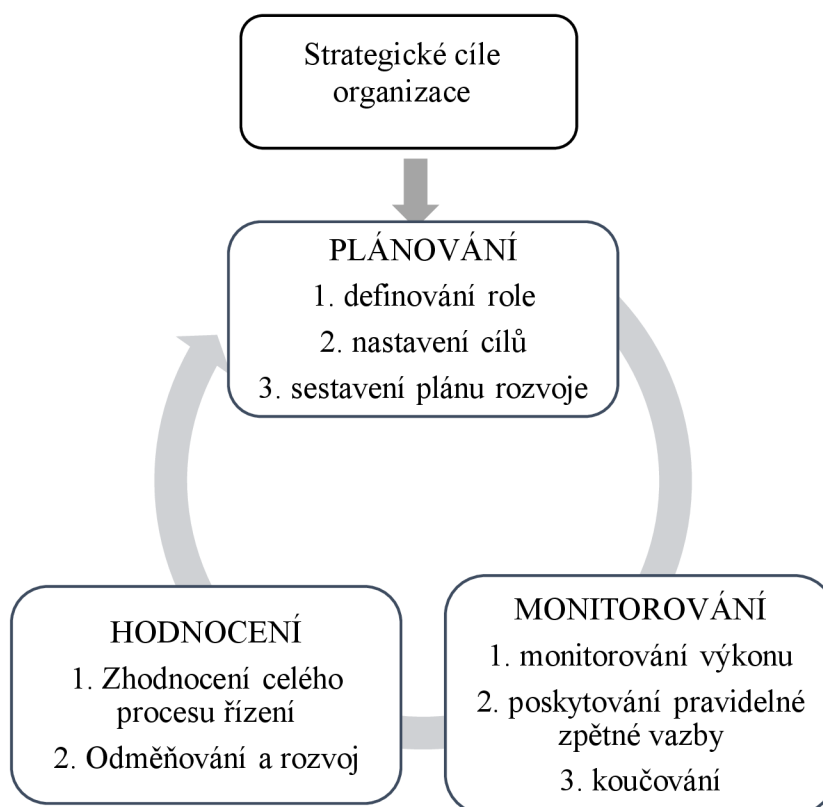 Strategické cíle
organizace
PLÁNOVÁNÍ
1. definování role
2. nastavení cílů
3. sestavení plánu rozvoje
HODNOCENÍ
1. Zhodnocení celého
procesu řízení
2. Odměňování a rozvoj
MONITOROVÁNÍ
1. monitorování výkonu
2. poskytování pravidelné
zpětné vazby
3. koučování